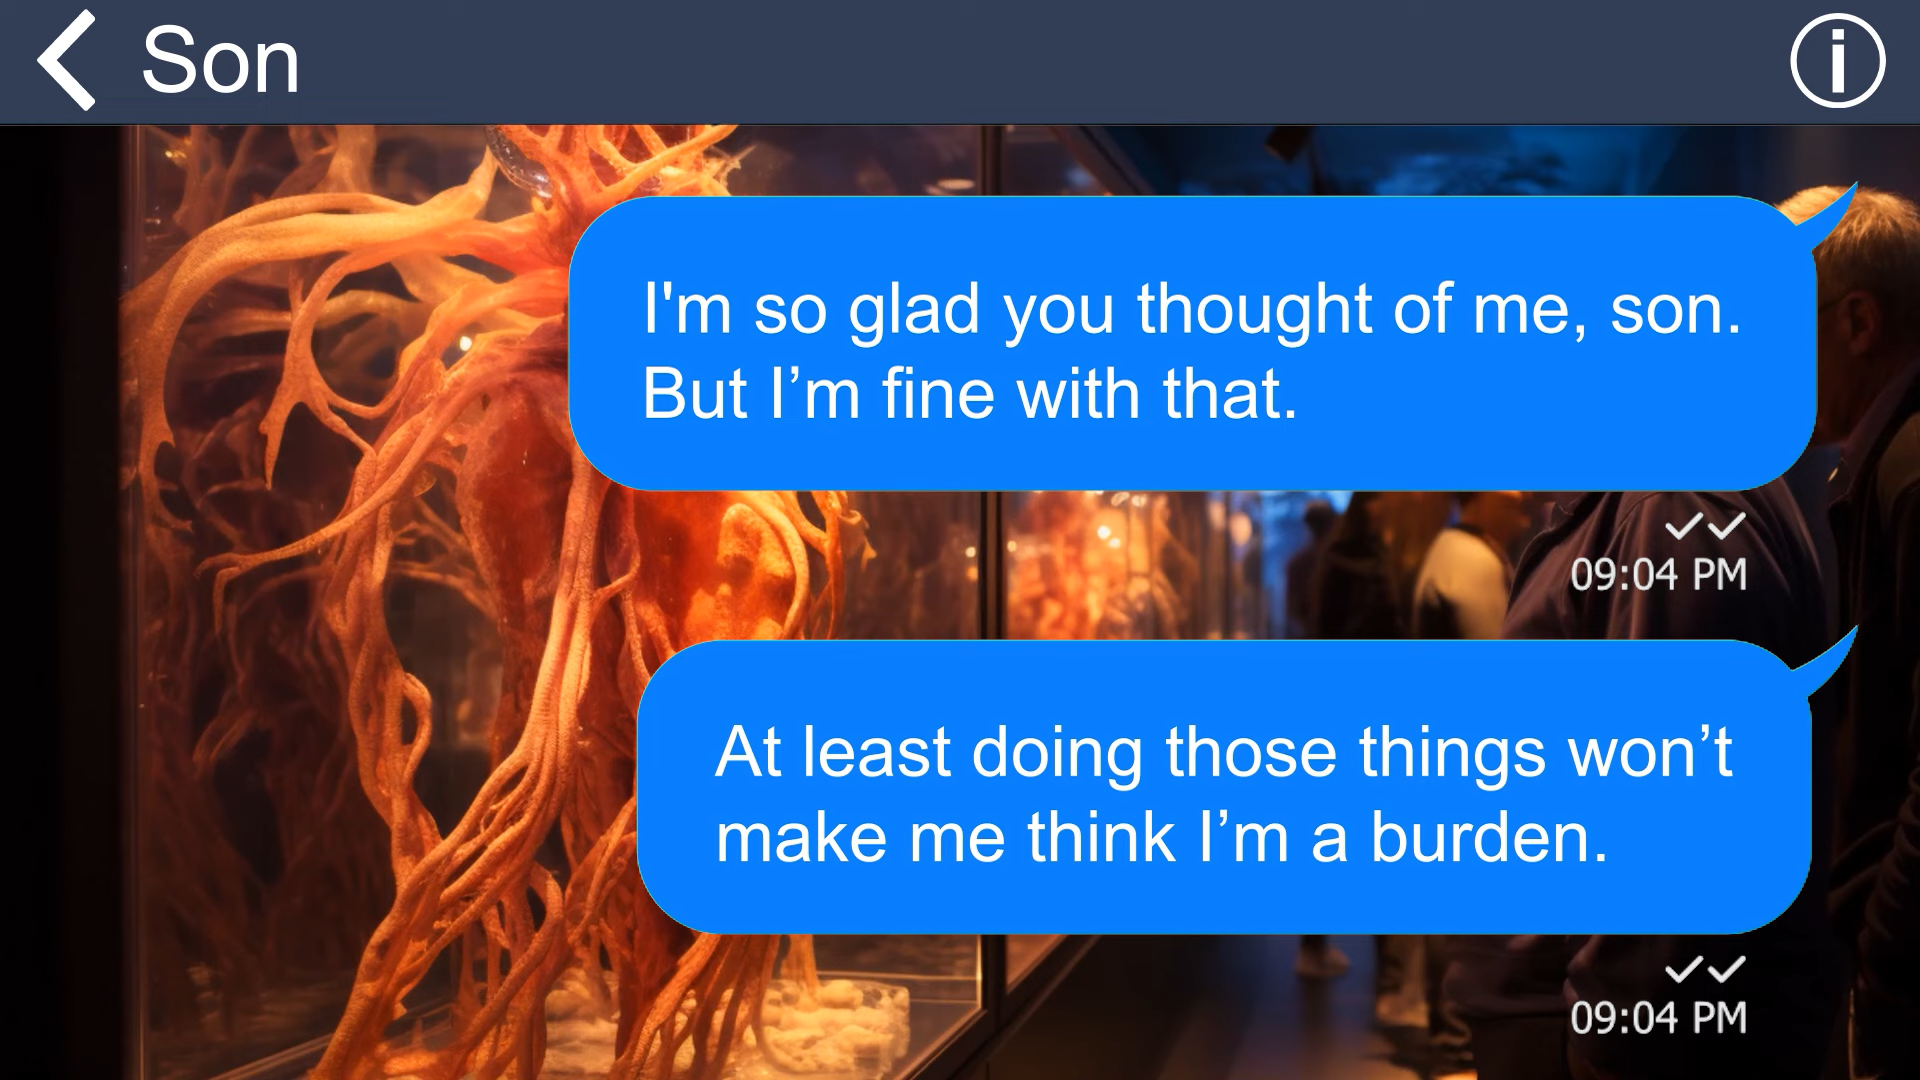 Son
I'm so glad you thought of me, son.
But I’m fine with that.
09:04 PM
At least doing those things won’t
make me think I’m a burden.
09:04 PM